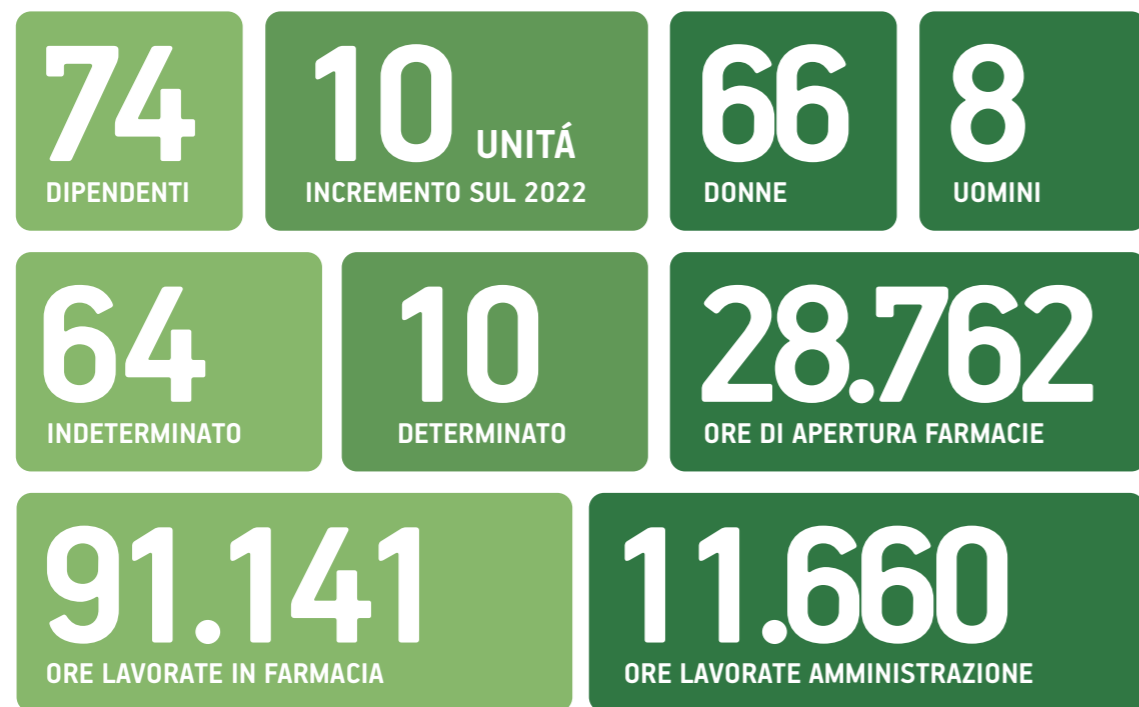 74
DIPENDENTI
10 UNITÁ
INCREMENTO SUL 2022
66
DONNE
8
UOMINI
64
INDETERMINATO
10
DETERMINATO
28.762
ORE DI APERTURA FARMACIE
91.141
ORE LAVORATE IN FARMACIA
11.660
ORE LAVORATE AMMINISTRAZIONE